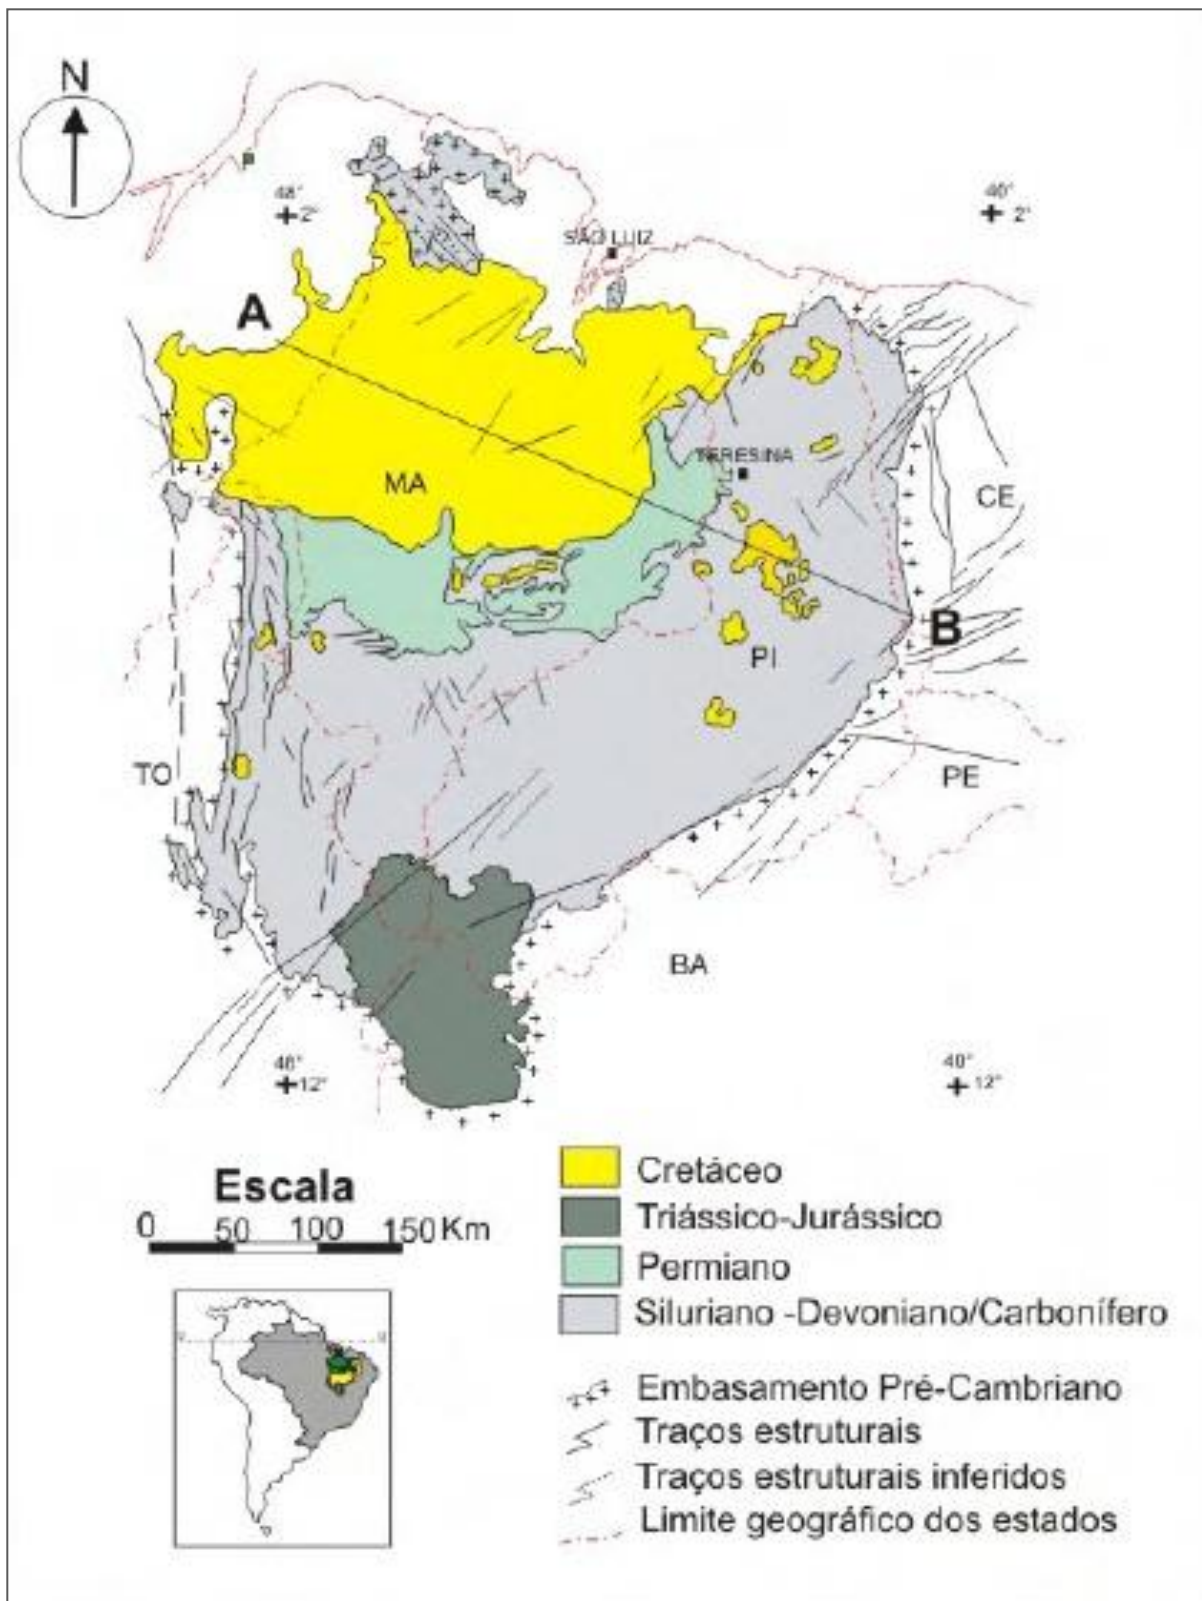 N
48°
2°
40°
2°
SÃO LUIZ
A
TERESINA
MA
CE
B
PI
TO
PE
BA
48°
12°
40°
12°
Escala
0 50 100 150 Km
Cretáceo
Triássico-Jurássico
Permiano
Siluriano -Devoniano/Carbonífero
Embasamento Pré-Cambriano
Traços estruturais
Traços estruturais inferidos
Limite geográfico dos estados